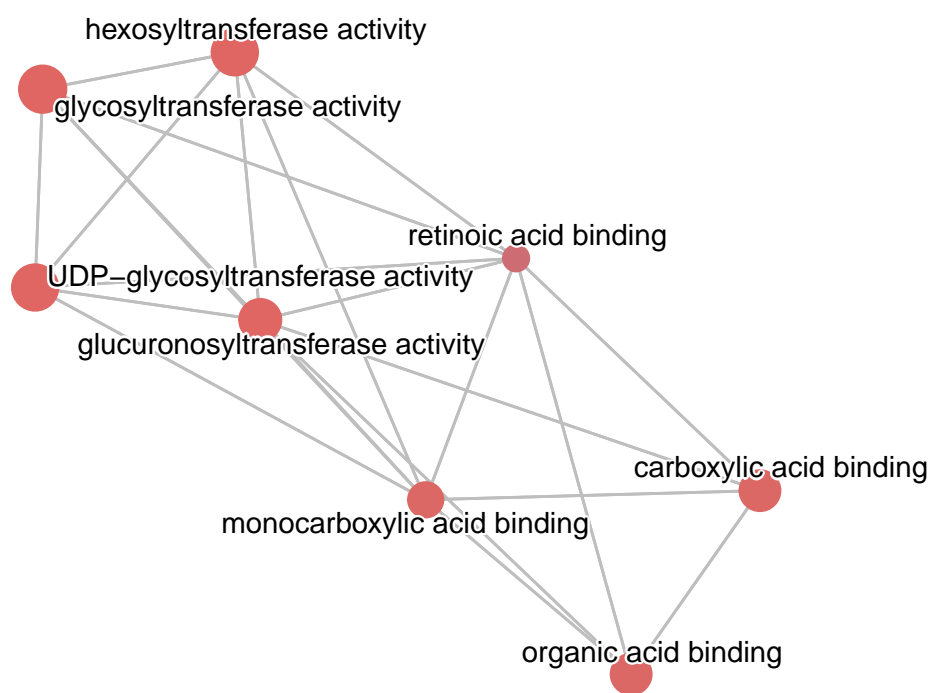 hexosyltransferase activity
glycosyltransferase activity
retinoic acid binding
UDP−glycosyltransferase activity
glucuronosyltransferase activity
carboxylic acid binding
monocarboxylic acid binding
organic acid binding